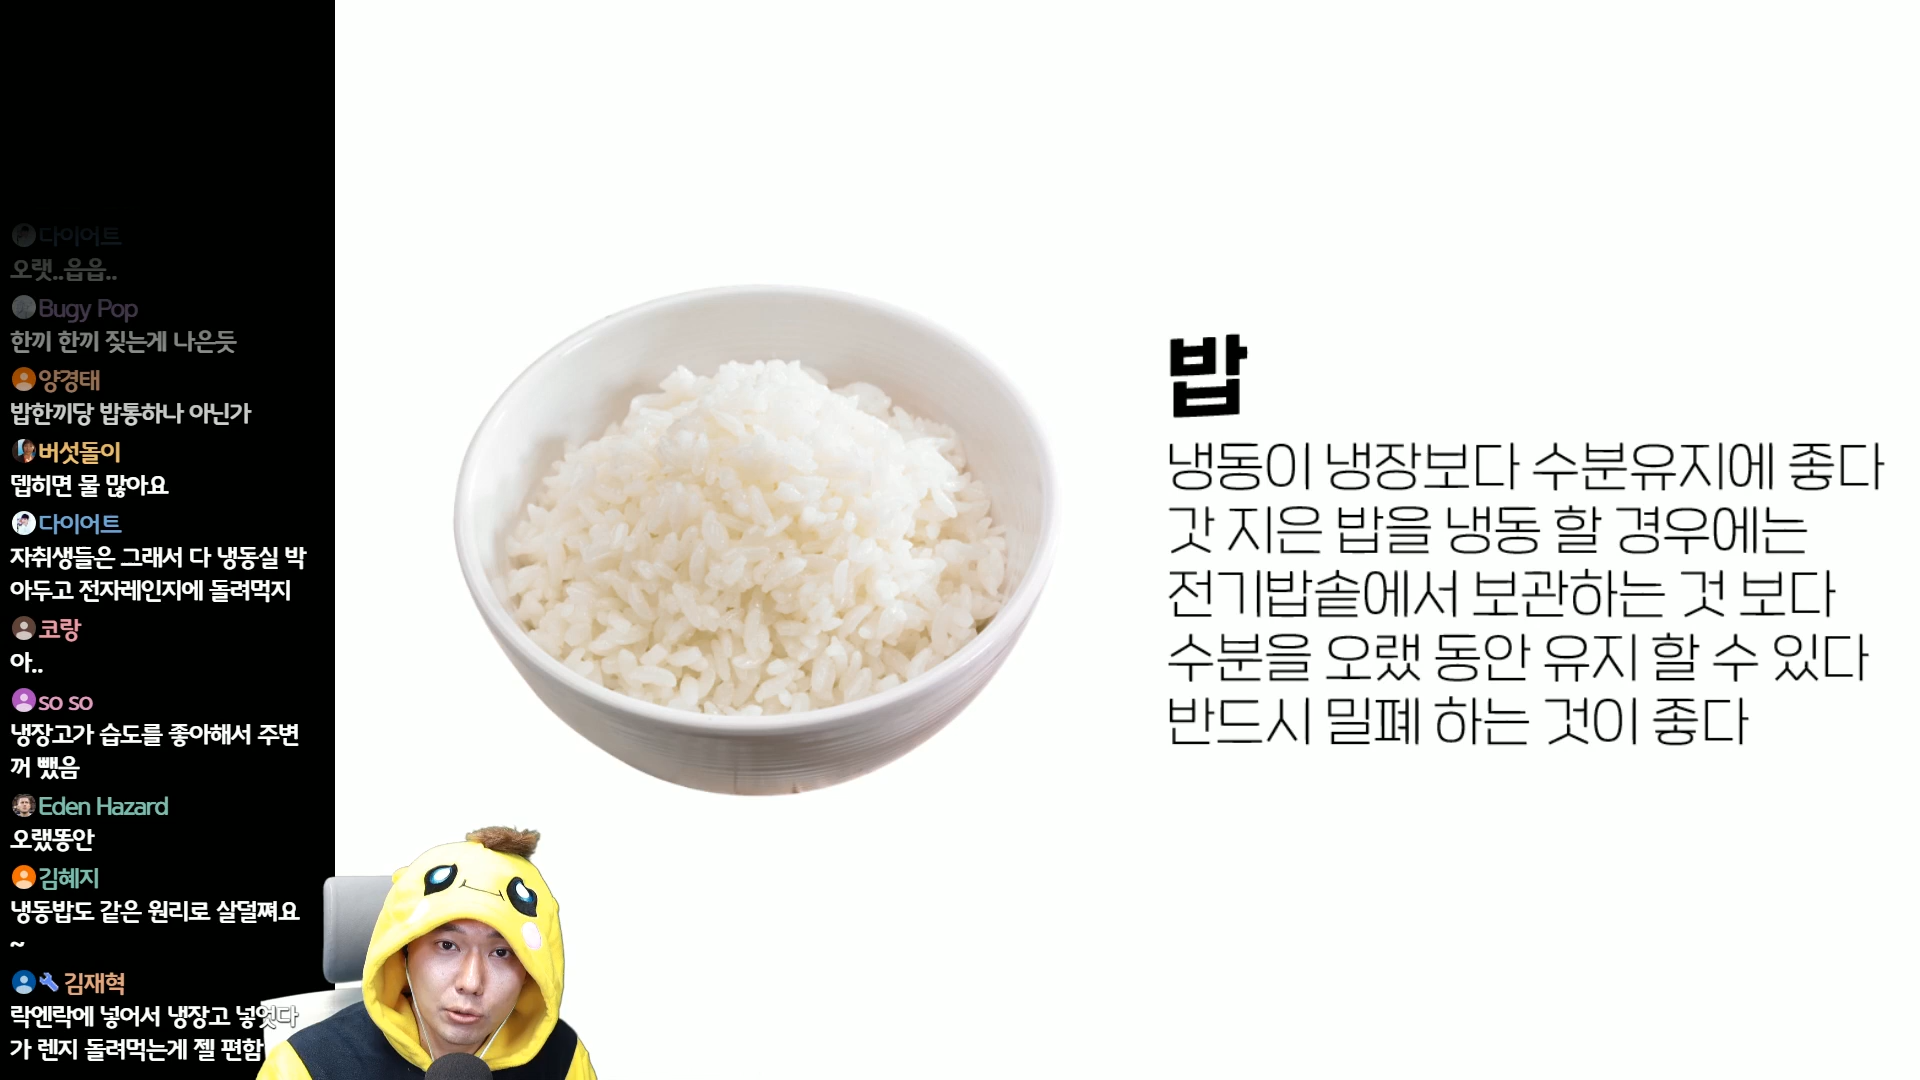 다이어트
오랫..읍읍..
Bugy Pop
한끼 한끼 짖는게 나은듯
양경태
밥한끼당 밥통하나 아닌가
버섯돌이
뎁히면 물 많아요
다이어트
자취생들은 그래서 다 냉동실 박
아두고 전자레인지에 돌려먹지
코랑
아..
so so
냉장고가 습도를 좋아해서 주변
꺼 뺐음
Eden Hazard
오랬똥안
김혜지
냉동밥도 같은 원리로 살덜쪄요
~
김재혁
락엔락에 넣어서 냉장고 넣엇다
가 렌지 돌려먹는게 젤 편함
밥
냉동이 냉장보다 수분유지에 좋다
갓 지은 밥을 냉동 할 경우에는
전기밥솥에서 보관하는 것 보다
수분을 오랬 동안 유지 할 수 있다
반드시 밀폐 하는 것이 좋다